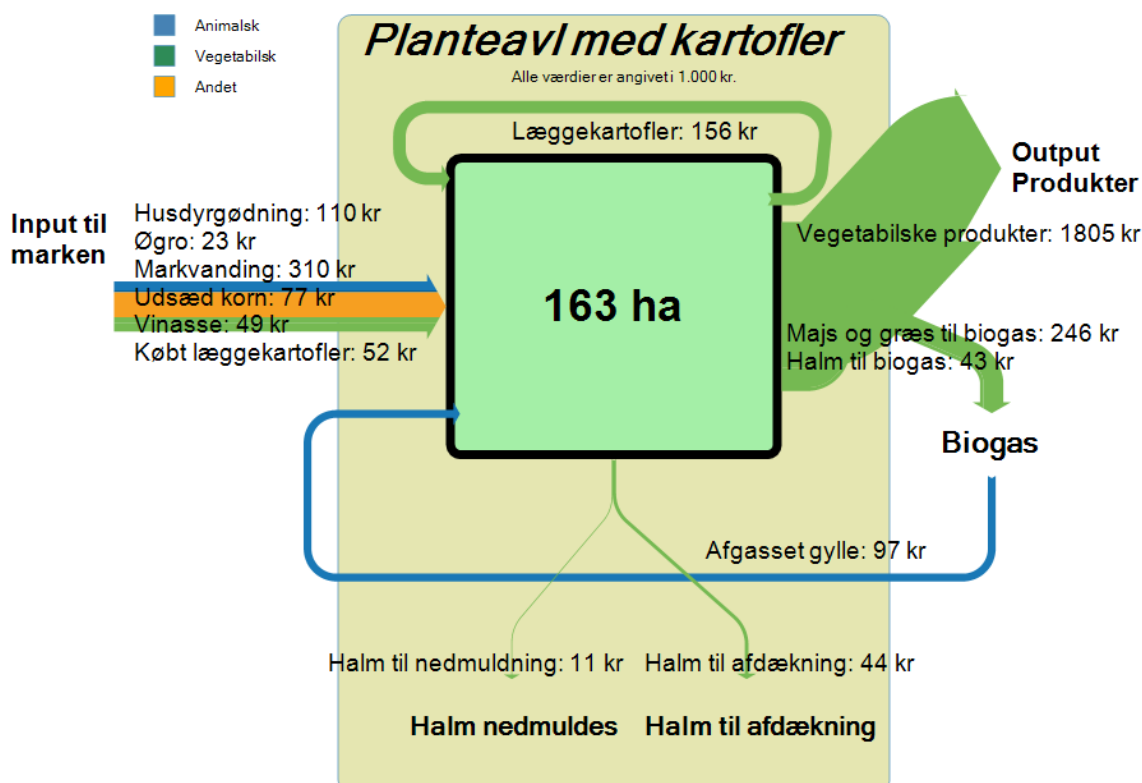 Animalsk
Vegetabilsk
Andet
Planteavl med kartofler
Alle værdier er angivet i 1.000 kr.
Læggekartofler: 156 kr
Output
Produkter
Input til
marken
Husdyrgødning: 110 kr
Øgro: 23 kr
Markvanding: 310 kr
Udsæd korn: 77 kr
Vinasse: 49 kr
Købt læggekartofler: 52 kr
163 ha
Vegetabilske produkter: 1805 kr
Majs og græs til biogas: 246 kr
Halm til biogas: 43 kr
Biogas
Afgasset gylle: 97 kr
Halm til nedmuldning: 11 kr
Halm til afdækning: 44 kr
Halm nedmuldes
Halm til afdækning